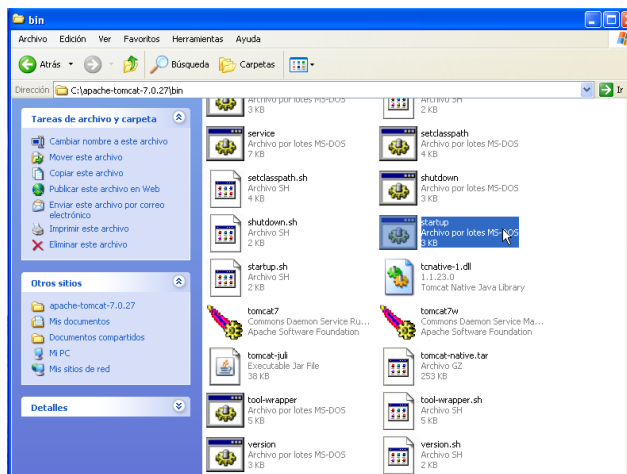 bin
Archivo Edición Ver Favoritos Herramientas Ayuda
Atrás Búsqueda Carpetas
Dirección C:\apache-tomcat-7.0.27\bin Ir
Tareas de archivo y carpeta
Cambiar nombre a este archivo
Mover este archivo
Copiar este archivo
Publicar este archivo en Web
Enviar este archivo por correo
electrónico
Imprimir este archivo
Eliminar este archivo
Otros sitios
apache-tomcat-7.0.27
Mis documentos
Documentos compartidos
Mi PC
Mis sitios de red
Detalles
Archivo por lotes MS-DOS
3 KB
Archivo SH
2 KB
service
Archivo por lotes MS-DOS
7 KB
setclasspath
Archivo por lotes MS-DOS
4 KB
setclasspath.sh
Archivo SH
4 KB
shutdown
Archivo por lotes MS-DOS
3 KB
shutdown.sh
Archivo SH
2 KB
startup
Archivo por lotes MS-DOS
3 KB
startup.sh
Archivo SH
2 KB
tcnative-1.dll
1.1.23.0
Tomcat Native Java Library
tomcat7
Commons Daemon Service Ru...
Apache Software Foundation
tomcat7w
Commons Daemon Service Ma...
Apache Software Foundation
tomcat-juli
Executable Jar File
38 KB
tomcat-native.tar
Archivo GZ
253 KB
tool-wrapper
Archivo por lotes MS-DOS
5 KB
tool-wrapper.sh
Archivo SH
5 KB
version
Archivo por lotes MS-DOS
3 KB
version.sh
Archivo SH
2 KB